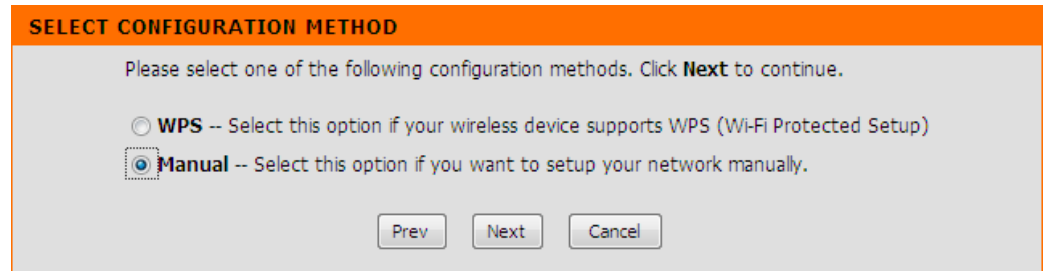 SELECT CONFIGURATION METHOD
Please select one of the following configuration methods. Click Next to continue.
WPS -- Select this option if your wireless device supports WPS (Wi-Fi Protected Setup)
Manual -- Select this option if you want to setup your network manually.
Prev Next Cancel